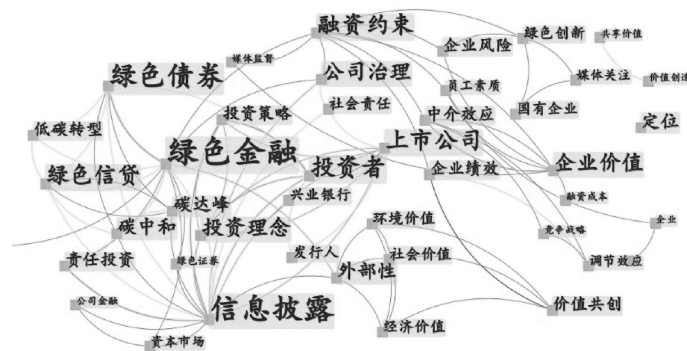 融资约束
绿色创新
共享价值
企业风险
媒体监督
绿色债券
公司治理
员工素质
媒体关注
价值创造
投资策略
社会责任
中介效应
国有企业
定位
低碳转型
绿色金融
投资者
上市公司
企业绩效
企业价值
绿色信贷
碳达峰
兴业银行
融资成本
碳中和
投资理念
环境价值
竞争战略
企业
责任投资
绿色证券
发行人
外部性
社会价值
调节效应
公司金融
信息披露
价值共创
资本市场
经济价值